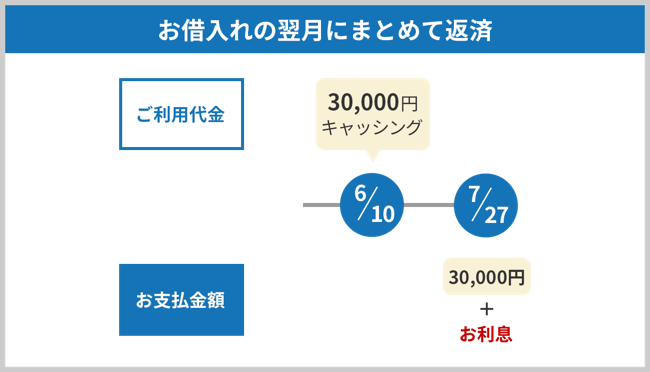 お借入れの翌月にまとめて返済
ご利用代金
30,000円
キャッシング
6/10
7/27
お支払金額
30,000円
+
お利息